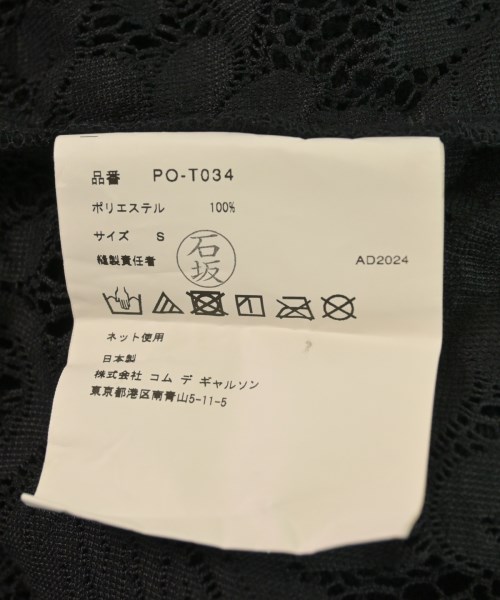 品番 PO-T034
ポリエステル 100%
サイズ S
縫製責任者 石坂 AD2024
ネット使用
日本製
株式会社 コム デ ギャルソン
東京都港区南青山5-11-5